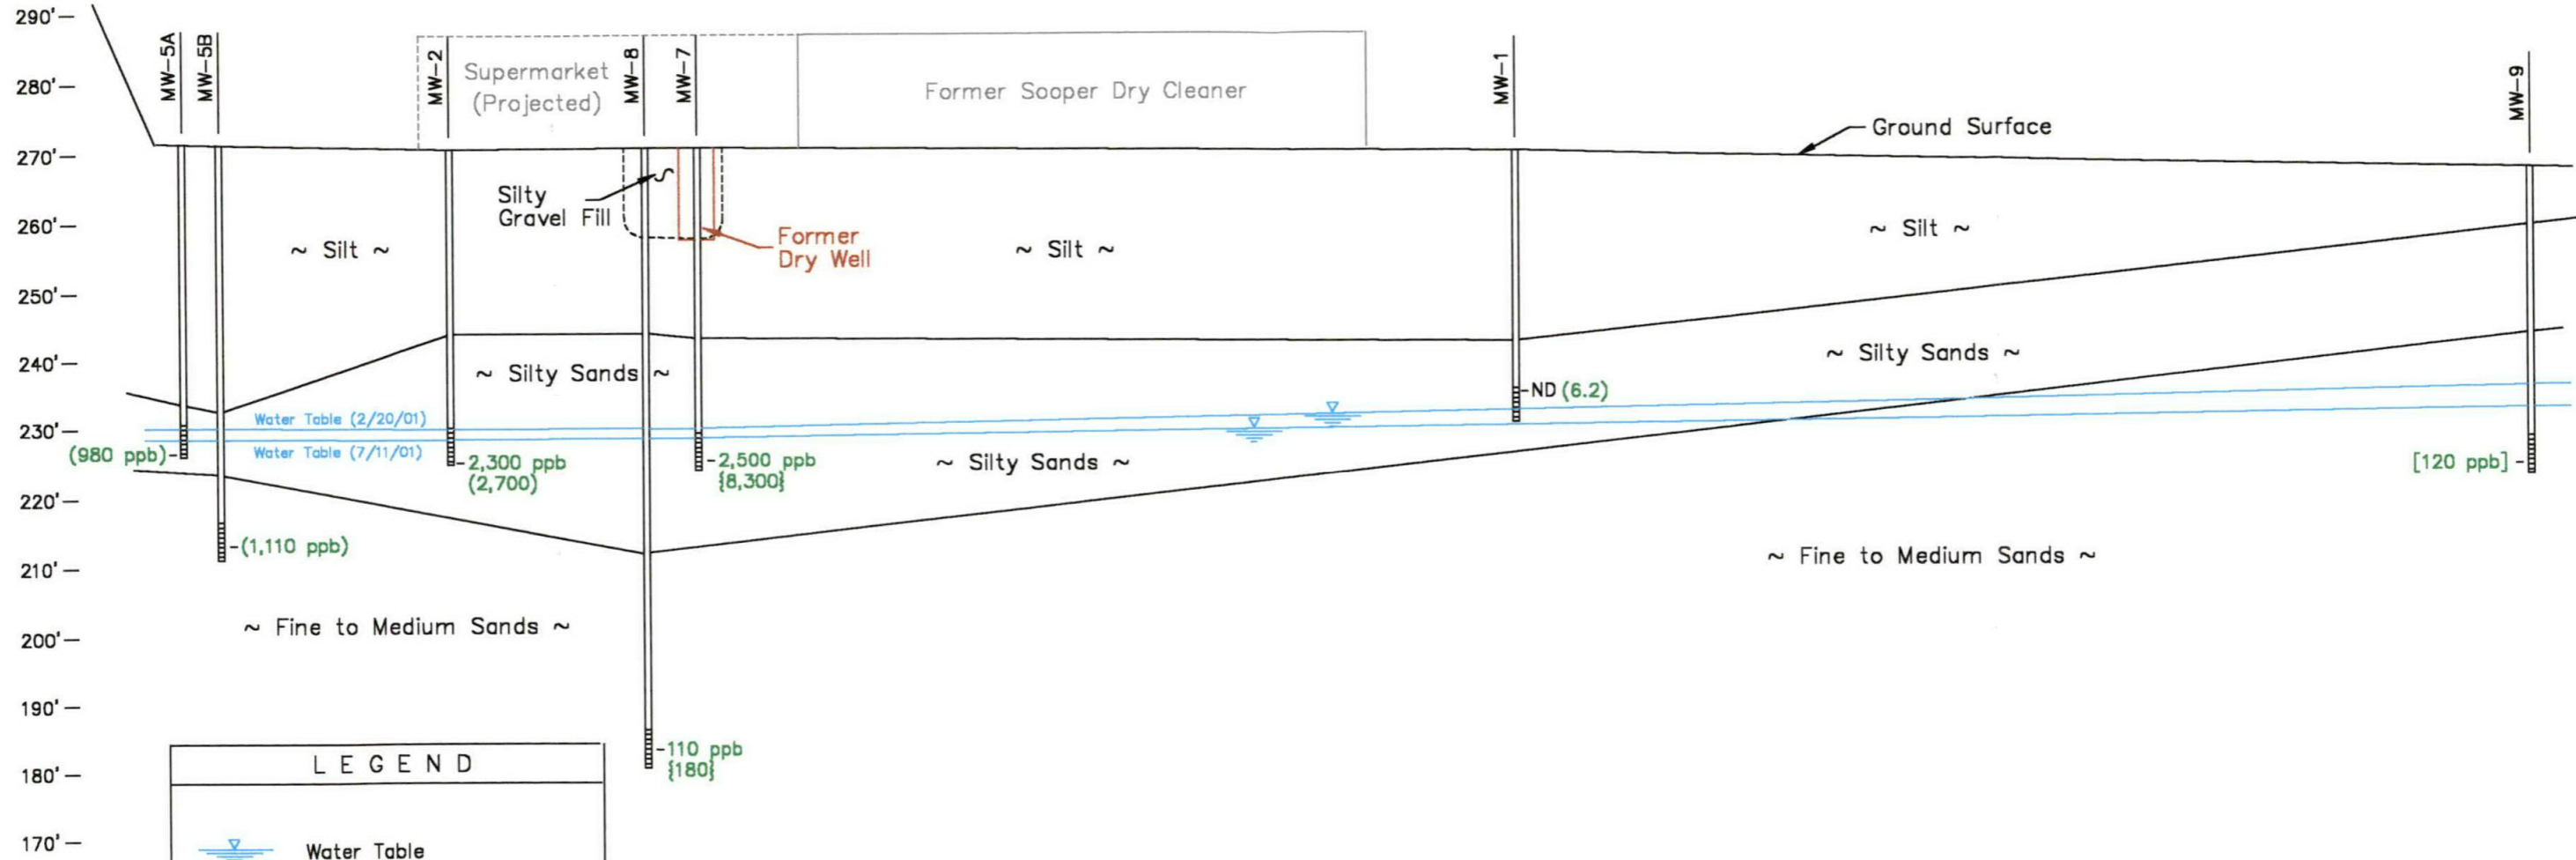 290'
280'
270'
260'
250'
240'
230'
220'
210'
200'
190'
180'
170'
MW-5A
MW-5B
MW-2
Supermarket
(Projected)
MW-8
MW-7
Former Sooper Dry Cleaner
MW-1
MW-9
Ground Surface
Silty
Gravel Fill
Former
Dry Well
~ Silt ~
~ Silt ~
~ Silt ~
~ Silty Sands ~
~ Silty Sands ~
~ Silty Sands ~
Water Table (2/20/01)
Water Table (7/11/01)
(980 ppb)
(1,110 ppb)
2,300 ppb
(2,700)
2,500 ppb
{8,300}
ND (6.2)
[120 ppb]
110 ppb
{180}
~ Fine to Medium Sands ~
~ Fine to Medium Sands ~
LEGEND
Water Table